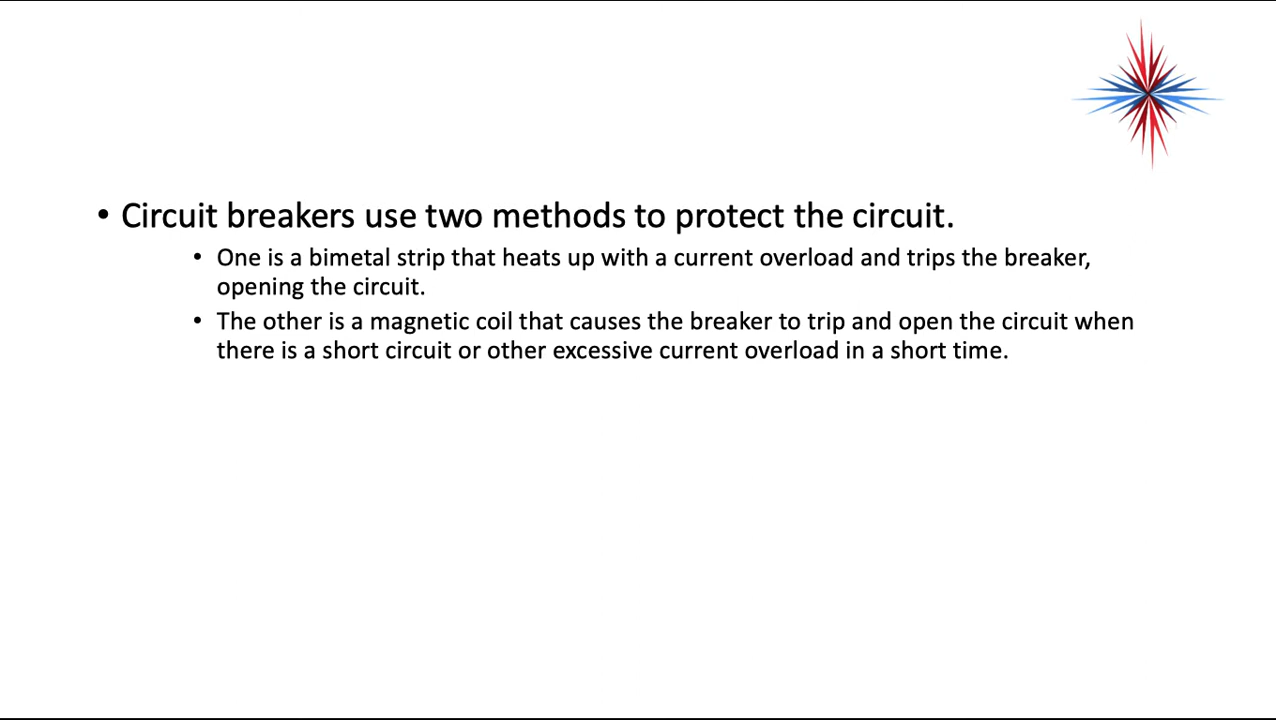 • Circuit breakers use two methods to protect the circuit.
• One is a bimetal strip that heats up with a current overload and trips the breaker,
opening the circuit.
• The other is a magnetic coil that causes the breaker to trip and open the circuit when
there is a short circuit or other excessive current overload in a short time.